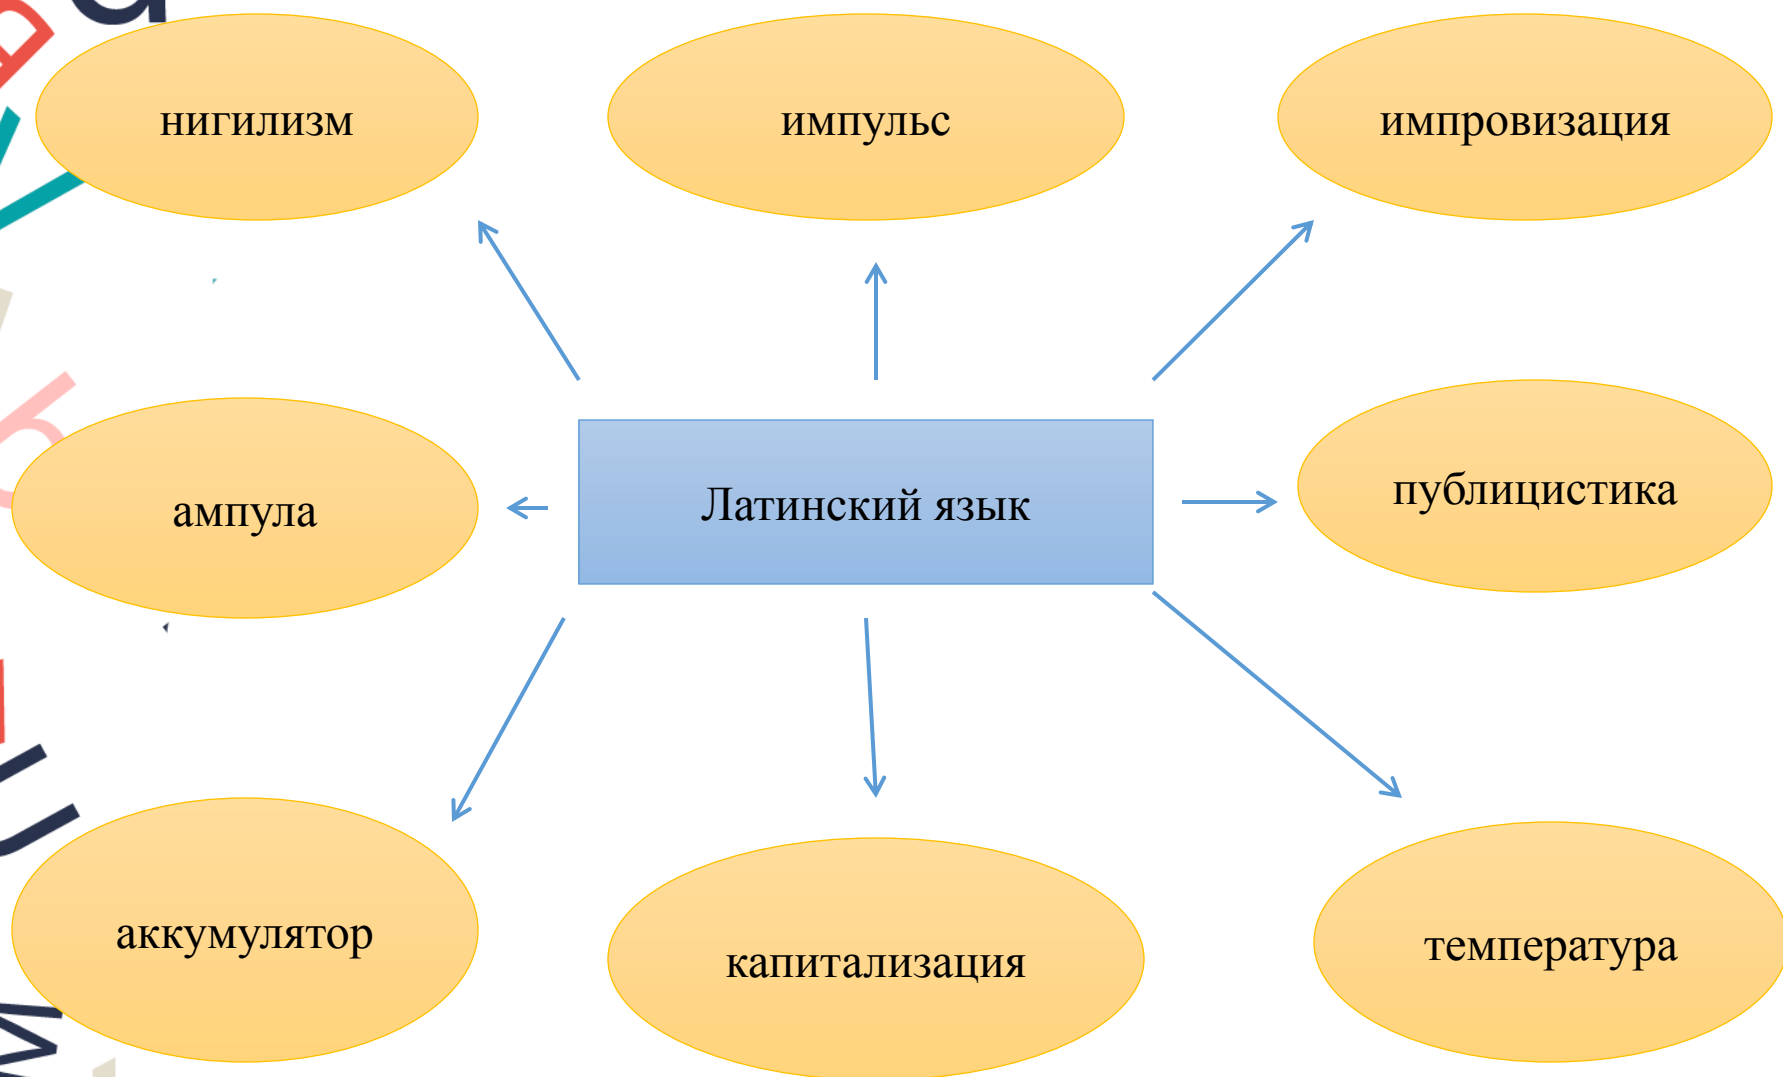 нигилизм
импульс
импровизация
ампула
Латинский язык
публицистика
аккумулятор
капитализация
температура